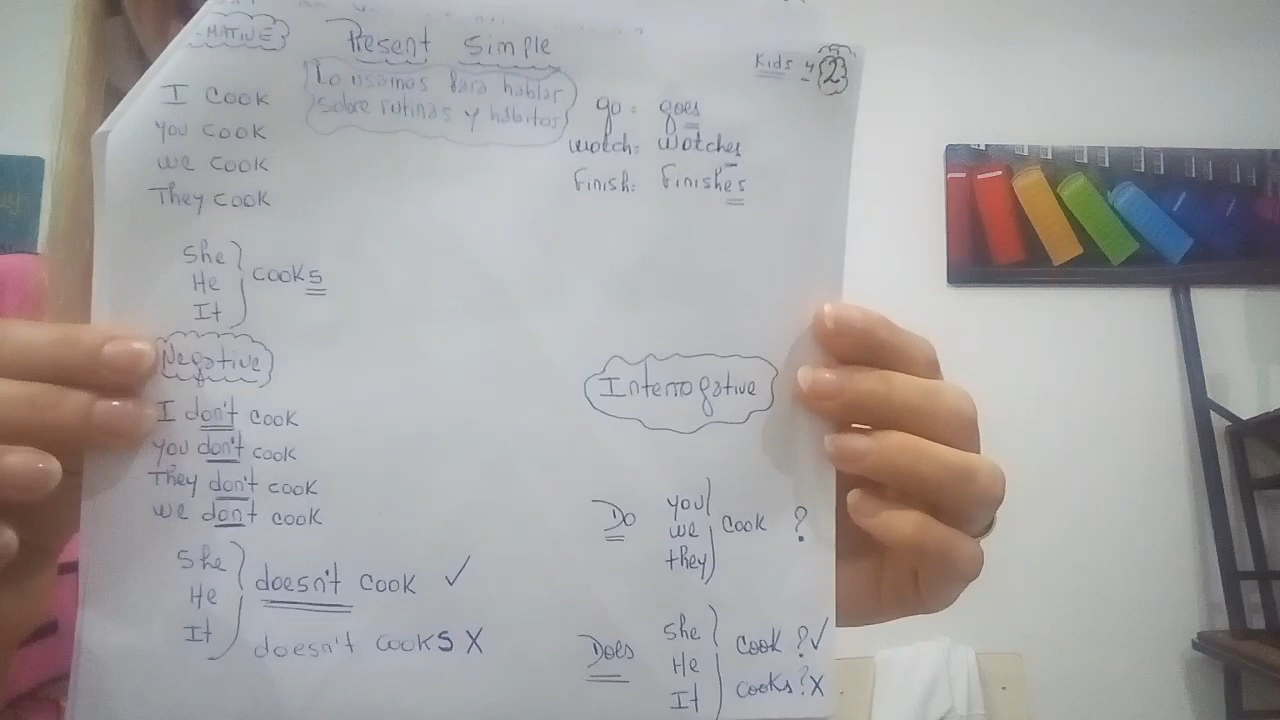 MATIVE
Present Simple
Kids 4 2
Lo usamos para hablar
sobre rutinas y hábitos
I cook
you cook
we cook
They cook
go: goes
watch: watches
Finish: Finishes
She
He
It
cooks
Negative
I don't cook
you don't cook
They don't cook
we don't cook
She
He
It
doesn't cook ✓
doesn't cooks X
Interrogative
Do
you
we
they
cook ?
Does
She
He
It
cook ?✓
cooks?X